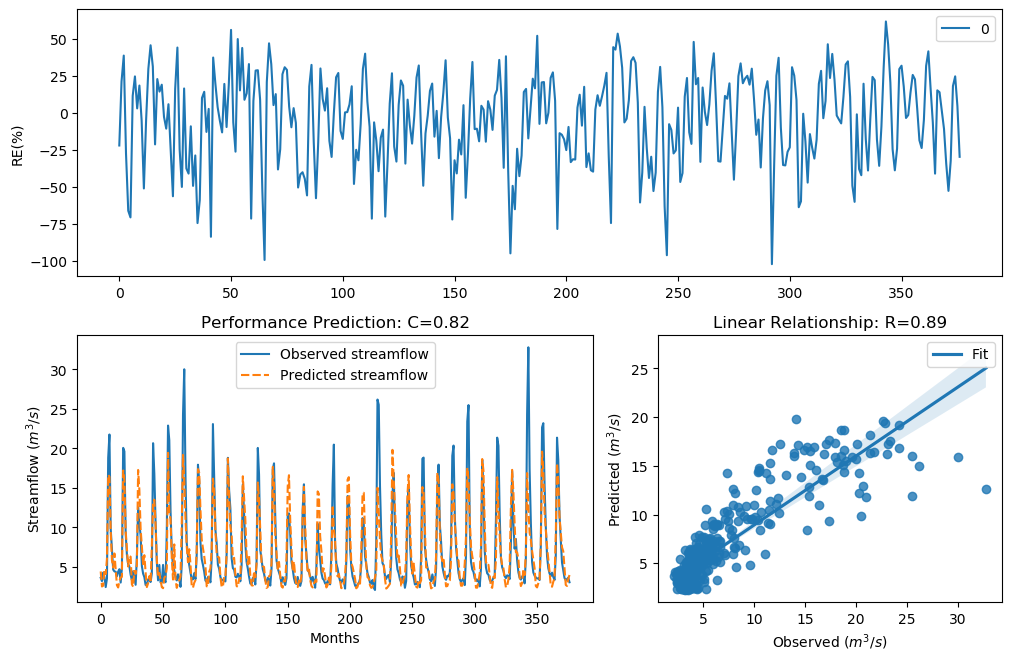 50
25
0
−25
−50
−75
−100
RE(%)
0
0 50 100 150 200 250 300 350
Performance Prediction: C=0.82
Observed streamflow
Predicted streamflow
30
25
20
15
10
5
Streamflow (m³/s)
0 50 100 150 200 250 300 350
Months
Linear Relationship: R=0.89
Fit
25
20
15
10
5
Predicted (m³/s)
5 10 15 20 25 30
Observed (m³/s)